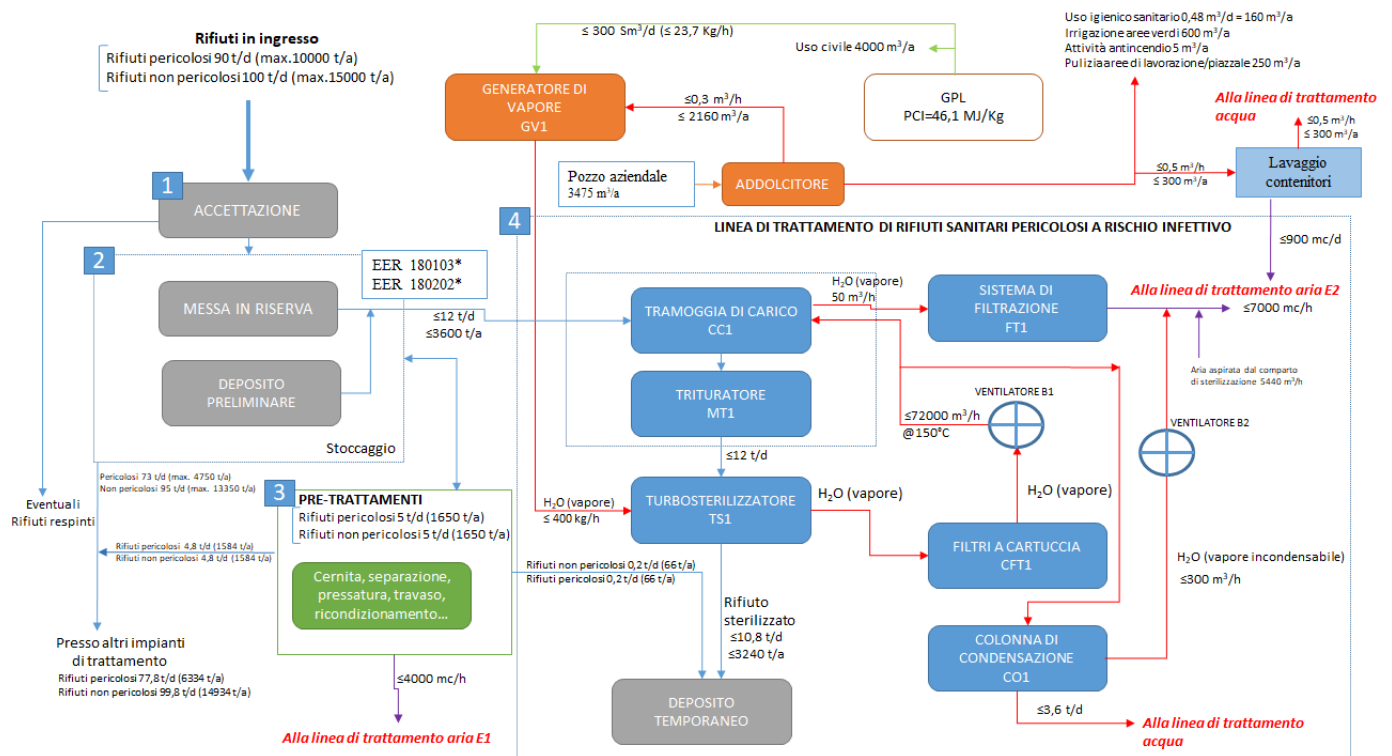 Rifiuti in ingresso
Rifiuti pericolosi 90 t/d (max.10000 t/a)
Rifiuti non pericolosi 100 t/d (max.15000 t/a)
1
ACCETTAZIONE
2
EER 180103*
EER 180202*
MESSA IN RISERVA
≤12 t/d
≤3600 t/a
DEPOSITO
PRELIMINARE
Stoccaggio
Pericolosi 73 t/d (max. 4750 t/a)
Non pericolosi 95 t/d (max. 13350 t/a)
Eventuali
Rifiuti respinti
3
PRE-TRATTAMENTI
Rifiuti pericolosi 5 t/d (1650 t/a)
Rifiuti non pericolosi 5 t/d (1650 t/a)
Rifiuti pericolosi 4,8 t/d (1584 t/a)
Rifiuti non pericolosi 4,8 t/d (1584 t/a)
Cernita, separazione,
pressatura, travaso,
ricondizionamento…
Presso altri impianti
di trattamento
Rifiuti pericolosi 77,8 t/d (6334 t/a)
Rifiuti non pericolosi 99,8 t/d (14934 t/a)
≤4000 mc/h
Alla linea di trattamento aria E1
≤ 300 Sm³/d (≤ 23,7 Kg/h)
Uso civile 4000 m³/a
GENERATORE DI
VAPORE
GV1
≤0,3 m³/h
≤ 2160 m³/a
GPL
PCI=46,1 MJ/Kg
Pozzo aziendale
3475 m³/a
ADDOLCITORE
Uso igienico sanitario 0,48 m³/d = 160 m³/a
Irrigazione aree verdi 600 m³/a
Attività antincendio 5 m³/a
Pulizia aree di lavorazione/piazzale 250 m³/a
Alla linea di trattamento
acqua
≤0,5 m³/h
≤ 300 m³/a
≤0,5 m³/h
≤ 300 m³/a
Lavaggio
contenitori
≤900 mc/d
4
LINEA DI TRATTAMENTO DI RIFIUTI SANITARI PERICOLOSI A RISCHIO INFETTIVO
TRAMOGGIA DI CARICO
CC1
H₂O (vapore)
50 m³/h
SISTEMA DI
FILTRAZIONE
FT1
Alla linea di trattamento aria E2
≤7000 mc/h
Aria aspirata dal comparto
di sterilizzazione 5440 m³/h
TRITURATORE
MT1
≤12 t/d
≤72000 m³/h
@150°C
VENTILATORE B1
VENTILATORE B2
H₂O (vapore)
≤ 400 kg/h
TURBOSTERILIZZATORE
TS1
H₂O (vapore)
H₂O (vapore)
FILTRI A CARTUCCIA
CFT1
H₂O (vapore incondensabile)
≤300 m³/h
Rifiuti non pericolosi 0,2 t/d (66 t/a)
Rifiuti pericolosi 0,2 t/d (66 t/a)
Rifiuto
sterilizzato
≤10,8 t/d
≤3240 t/a
COLONNA DI
CONDENSAZIONE
CO1
≤3,6 t/d
Alla linea di trattamento
acqua
DEPOSITO
TEMPORANEO